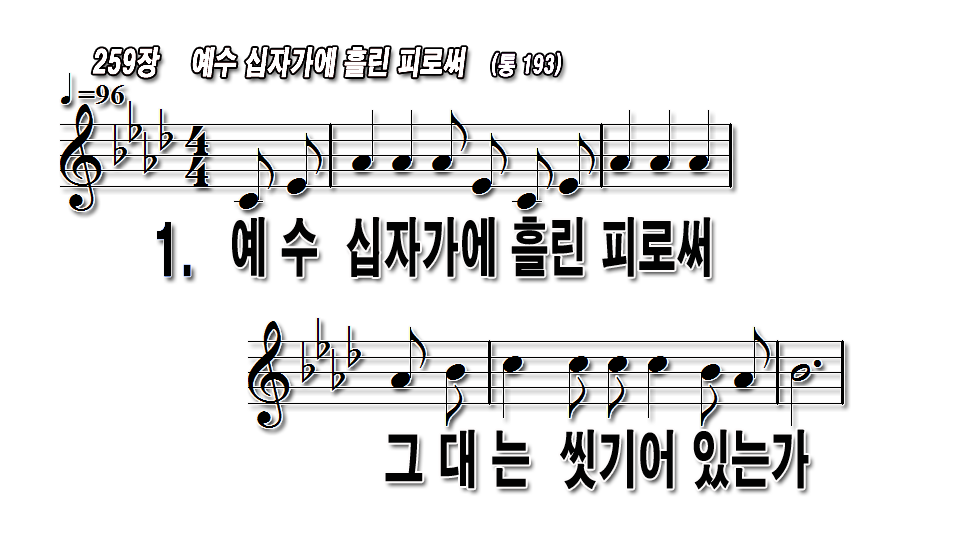 259장 예수 십자가에 흘린 피로써 (통 193)
♩=96
4
4
1. 예 수 십자가에 흘린 피로써
그 대 는 씻기어 있는가